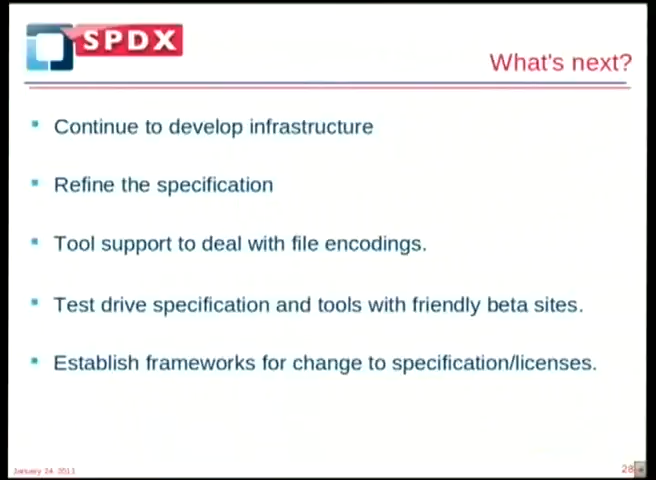 SPDX
What's next?
Continue to develop infrastructure
Refine the specification
Tool support to deal with file encodings.
Test drive specification and tools with friendly beta sites.
Establish frameworks for change to specification/licenses.
January 24, 2011
28